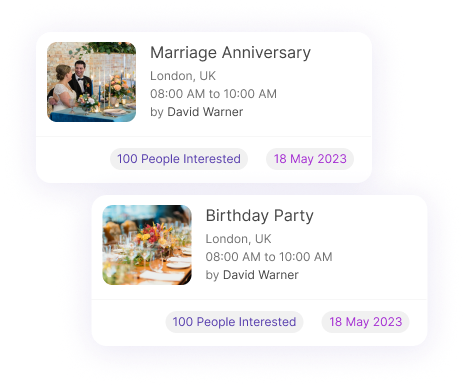 Marriage Anniversary
London, UK
08:00 AM to 10:00 AM
by David Warner
100 People Interested
18 May 2023
Birthday Party
London, UK
08:00 AM to 10:00 AM
by David Warner
100 People Interested
18 May 2023